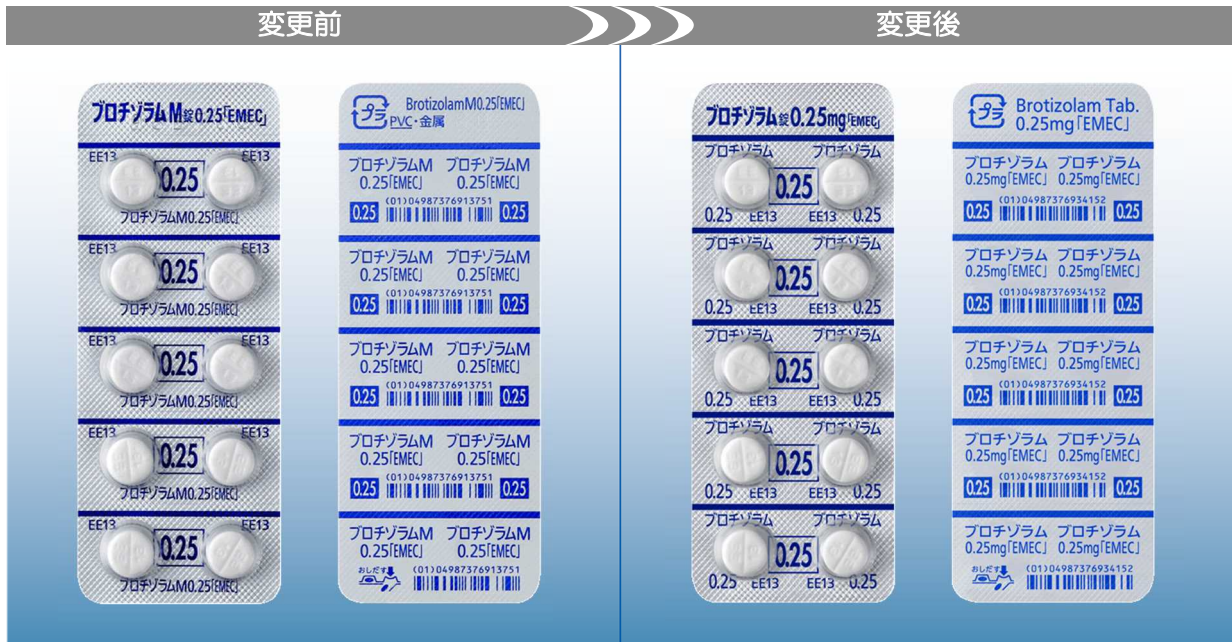 変更前
変更後
ブロチゾラムM錠0.25「EMEC」
EE13 EE13
0.25
ブロチゾラムM0.25「EMEC」
EE13 EE13
0.25
ブロチゾラムM0.25「EMEC」
EE13 EE13
0.25
ブロチゾラムM0.25「EMEC」
EE13 EE13
0.25
ブロチゾラムM0.25「EMEC」
EE13 EE13
0.25
ブロチゾラムM0.25「EMEC」
プラ BrotizolamM0.25「EMEC」
PVC・金属
ブロチゾラムM ブロチゾラムM
0.25「EMEC」 0.25「EMEC」
(01)04987376913751
0.25 0.25
ブロチゾラムM ブロチゾラムM
0.25「EMEC」 0.25「EMEC」
(01)04987376913751
0.25 0.25
ブロチゾラムM ブロチゾラムM
0.25「EMEC」 0.25「EMEC」
(01)04987376913751
0.25 0.25
ブロチゾラムM ブロチゾラムM
0.25「EMEC」 0.25「EMEC」
(01)04987376913751
0.25 0.25
ブロチゾラムM ブロチゾラムM
0.25「EMEC」 0.25「EMEC」
おしだす (01)04987376913751
ブロチゾラム錠0.25mg「EMEC」
ブロチゾラム ブロチゾラム
0.25
0.25 EE13 EE13 0.25
ブロチゾラム ブロチゾラム
0.25
0.25 EE13 EE13 0.25
ブロチゾラム ブロチゾラム
0.25
0.25 EE13 EE13 0.25
ブロチゾラム ブロチゾラム
0.25
0.25 EE13 EE13 0.25
ブロチゾラム ブロチゾラム
0.25
0.25 EE13 EE13 0.25
プラ Brotizolam Tab.
0.25mg「EMEC」
ブロチゾラム ブロチゾラム
0.25mg「EMEC」 0.25mg「EMEC」
(01)04987376934152
0.25 0.25
ブロチゾラム ブロチゾラム
0.25mg「EMEC」 0.25mg「EMEC」
(01)04987376934152
0.25 0.25
ブロチゾラム ブロチゾラム
0.25mg「EMEC」 0.25mg「EMEC」
(01)04987376934152
0.25 0.25
ブロチゾラム ブロチゾラム
0.25mg「EMEC」 0.25mg「EMEC」
(01)04987376934152
0.25 0.25
ブロチゾラム ブロチゾラム
0.25mg「EMEC」 0.25mg「EMEC」
おしだす (01)04987376934152